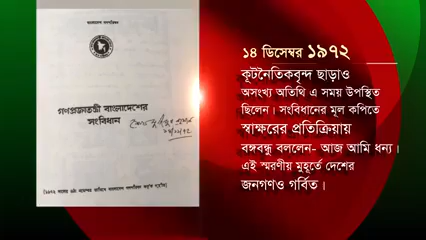 গণপ্রজাতন্ত্রী বাংলাদেশের
সংবিধান
১৪ ডিসেম্বর ১৯৭২
কূটনৈতিকবৃন্দ ছাড়াও
অসংখ্য অতিথি এ সময় উপস্থিত
ছিলেন। সংবিধানের মূল কপিতে
স্বাক্ষরের প্রতিক্রিয়ায়
বঙ্গবন্ধু বললেন- আজ আমি ধন্য।
এই স্মরণীয় মুহূর্তে দেশের
জনগণও গর্বিত।